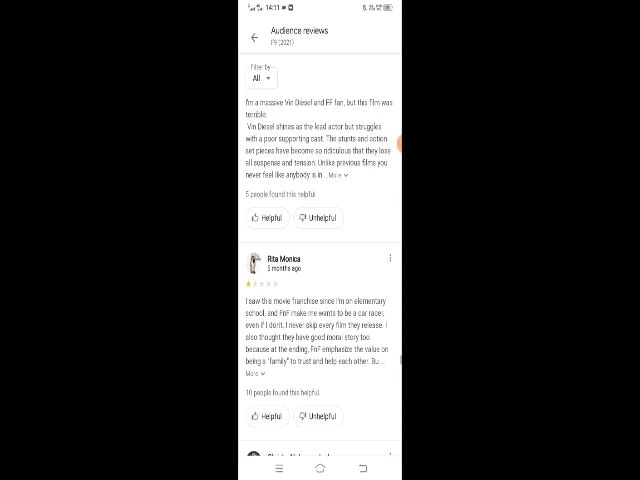 14:11
Audience reviews
F9 (2021)
Filter by
All
I'm a massive Vin Diesel and FF fan, but this film was
terrible.
Vin Diesel shines as the lead actor but struggles
with a poor supporting cast. The stunts and action
set pieces have become so ridiculous that they lose
all suspense and tension. Unlike previous films you
never feel like anybody is in ... More
5 people found this helpful.
Helpful Unhelpful
Rita Monica
5 months ago
I saw this movie franchise since I'm on elementary
school, and FnF make me wants to be a car racer,
even if I don't. I never skip every film they release. I
also thought they have good moral story too
because at the ending, FnF emphasize the value on
being a "family" to trust and help each other. Bu ...
More
10 people found this helpful.
Helpful Unhelpful